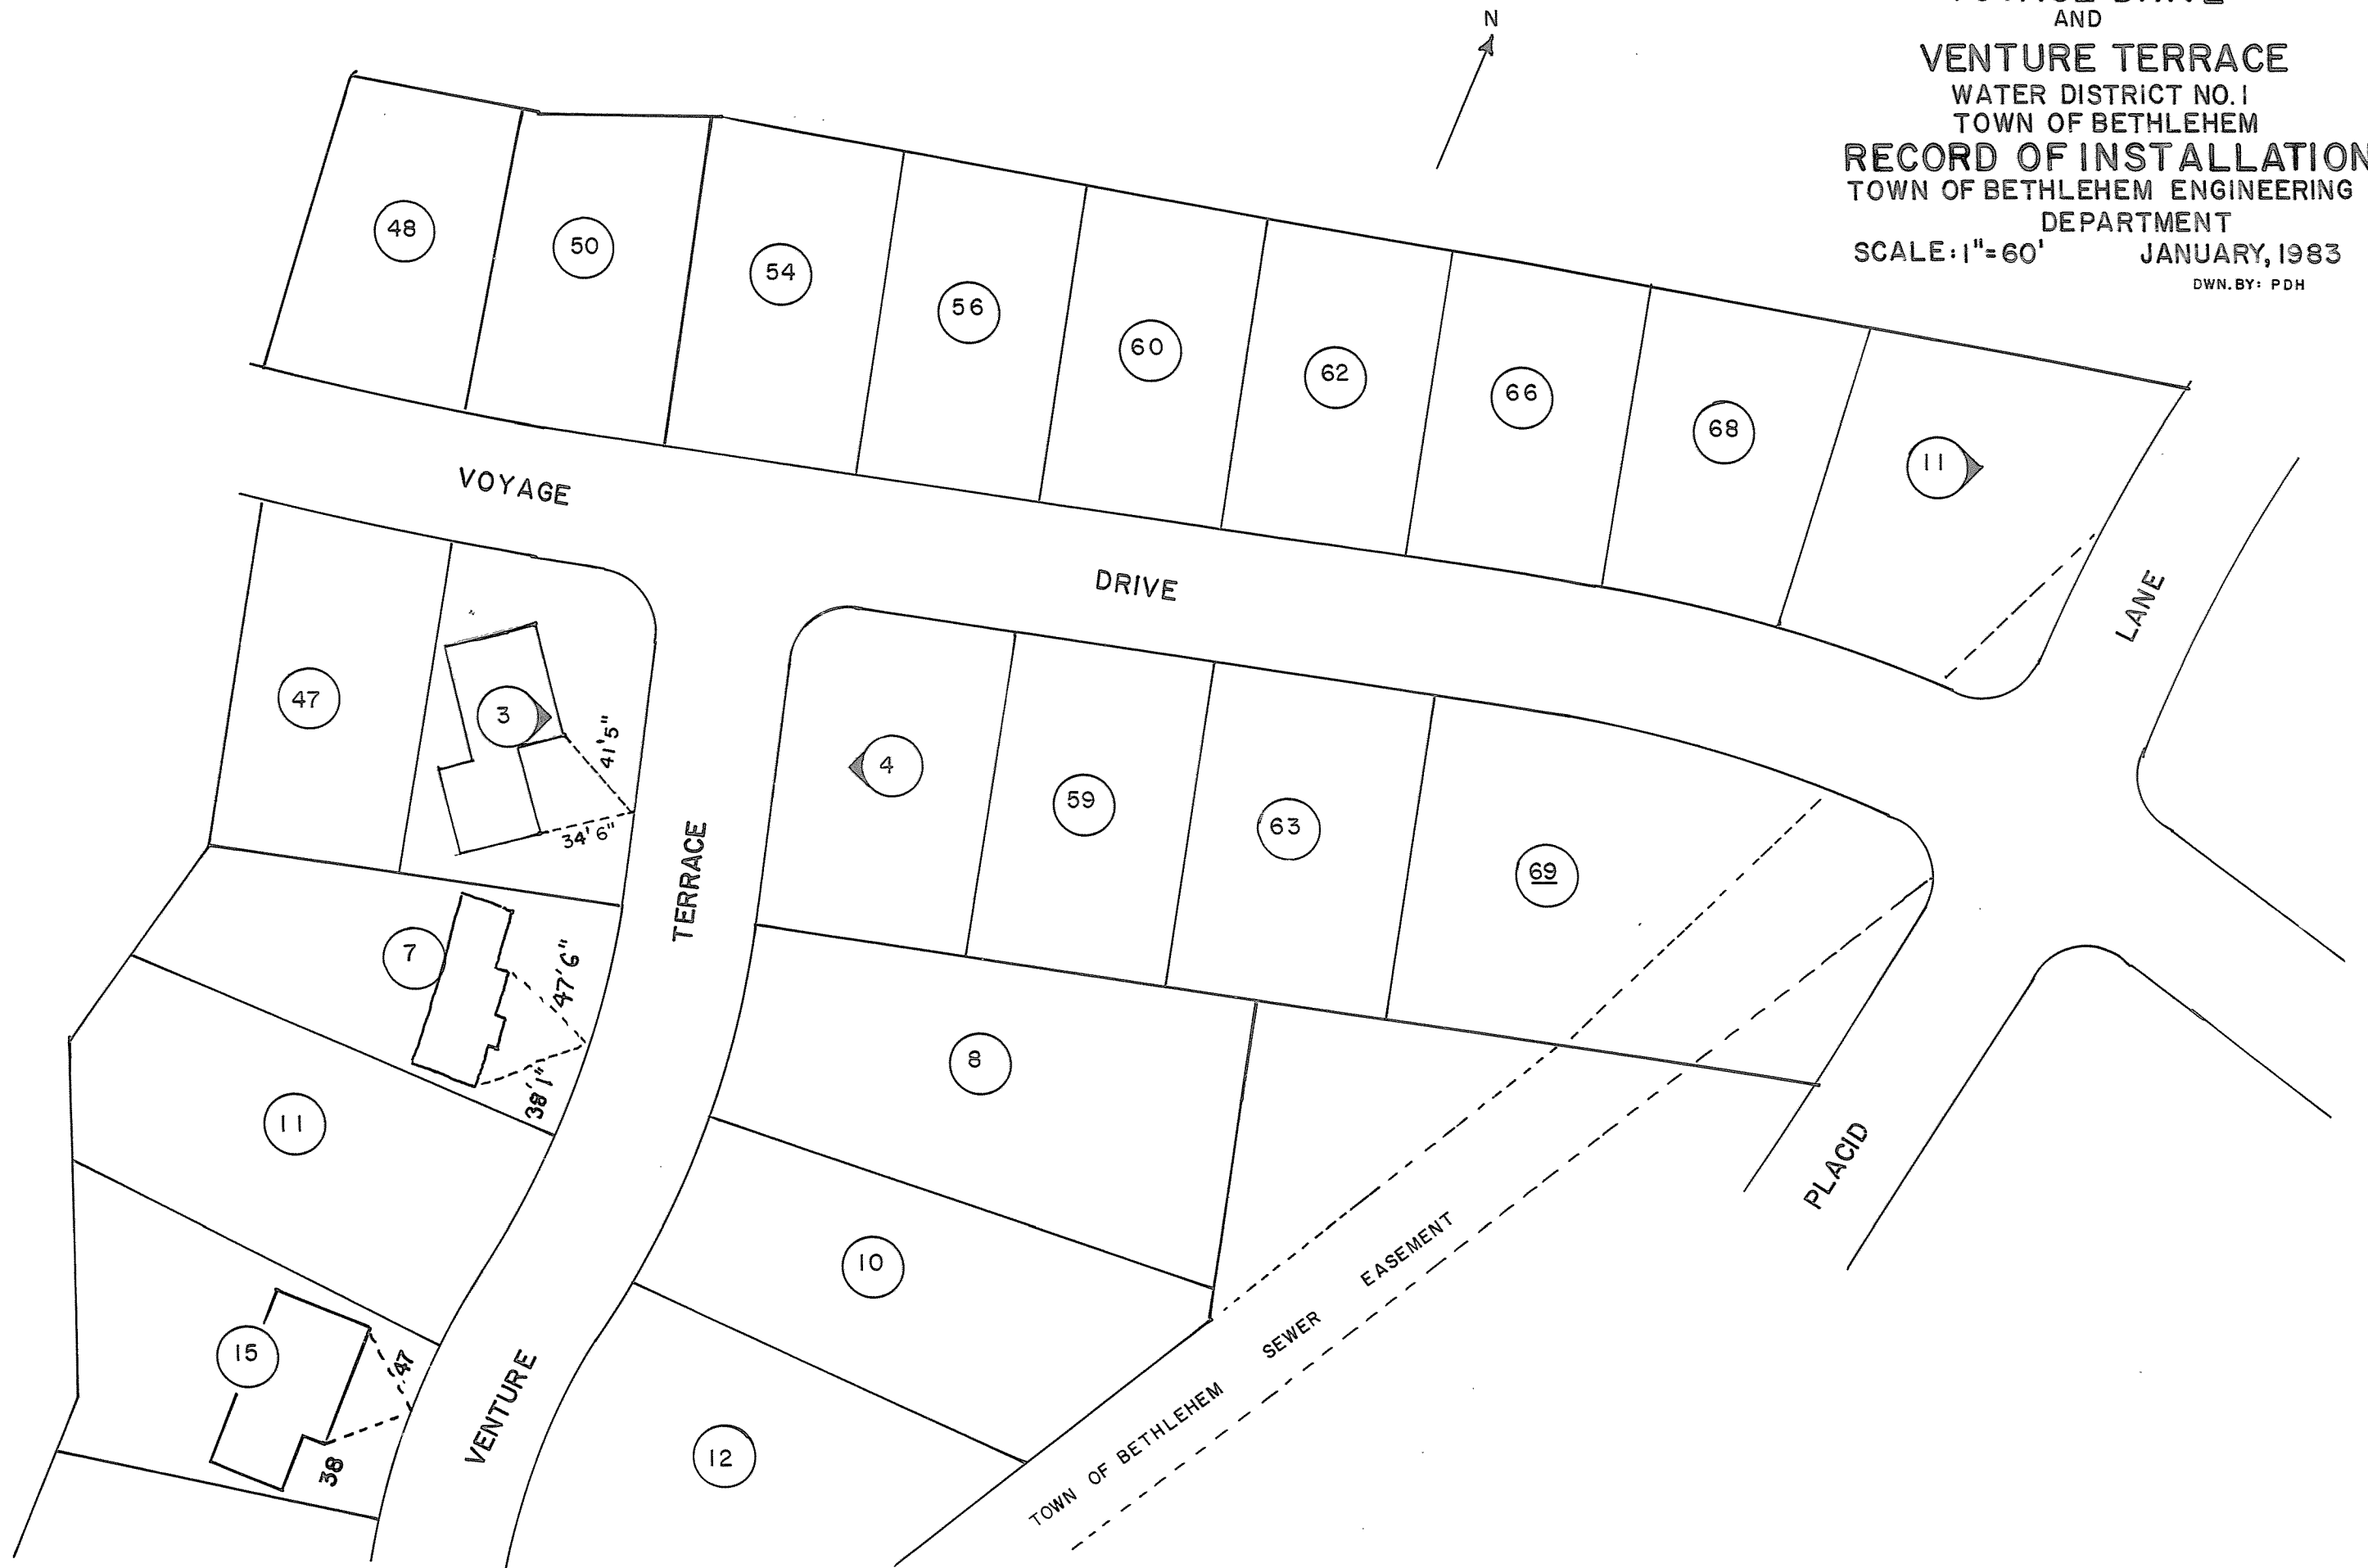 N
AND
VENTURE TERRACE
WATER DISTRICT NO. 1
TOWN OF BETHLEHEM
RECORD OF INSTALLATION
TOWN OF BETHLEHEM ENGINEERING
DEPARTMENT
SCALE: 1"=60' JANUARY, 1983
DWN. BY: PDH
48
50
54
56
60
62
66
68
11
VOYAGE
DRIVE
LANE
47
3
41'5"
34'6"
4
59
63
69
TERRACE
7
47'6"
38'1"
8
11
10
PLACID
15
47
38
VENTURE
12
TOWN OF BETHLEHEM SEWER EASEMENT